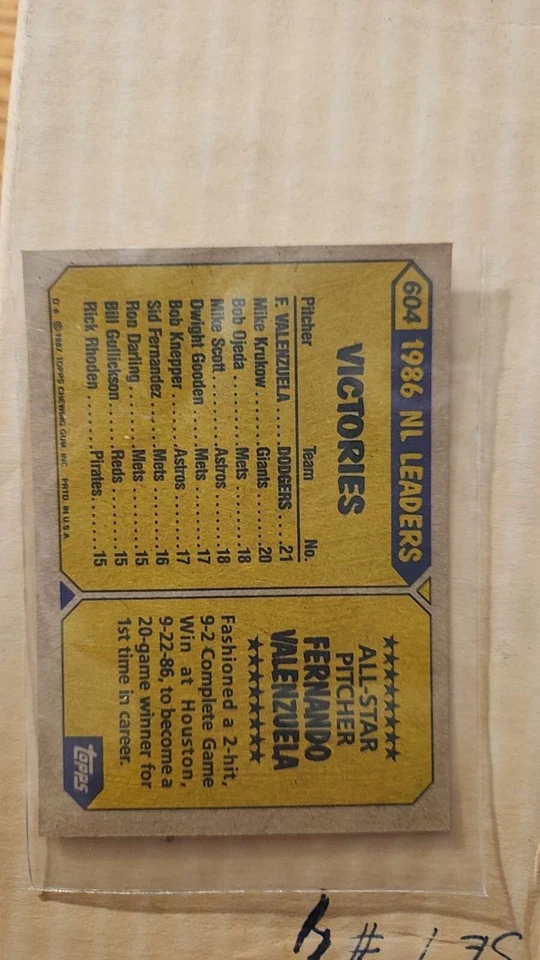 604 1986 NL LEADERS
VICTORIES
Pitcher Team No.
F. VALENZUELA.....DODGERS...21
Mike Krukow........Giants.......20
Bob Ojeda..........Mets........18
Mike Scott.........Astros......18
Dwight Gooden.....Mets........17
Bob Knepper.......Astros......17
Sid Fernandez.....Mets........16
Ron Darling........Mets........15
Bill Gullickson.....Reds........15
Rick Rhoden.......Pirates......15
D* ©1987 TOPPS CHEWING GUM, INC. PRTD. IN U.S.A.
★★★★★★★★
ALL-STAR
PITCHER
FERNANDO
VALENZUELA
★★★★★★★★
Fashioned a 2-hit,
9-2 Complete Game
Win at Houston,
9-22-86, to become a
20-game winner for
1st time in career.
topps
SET #4